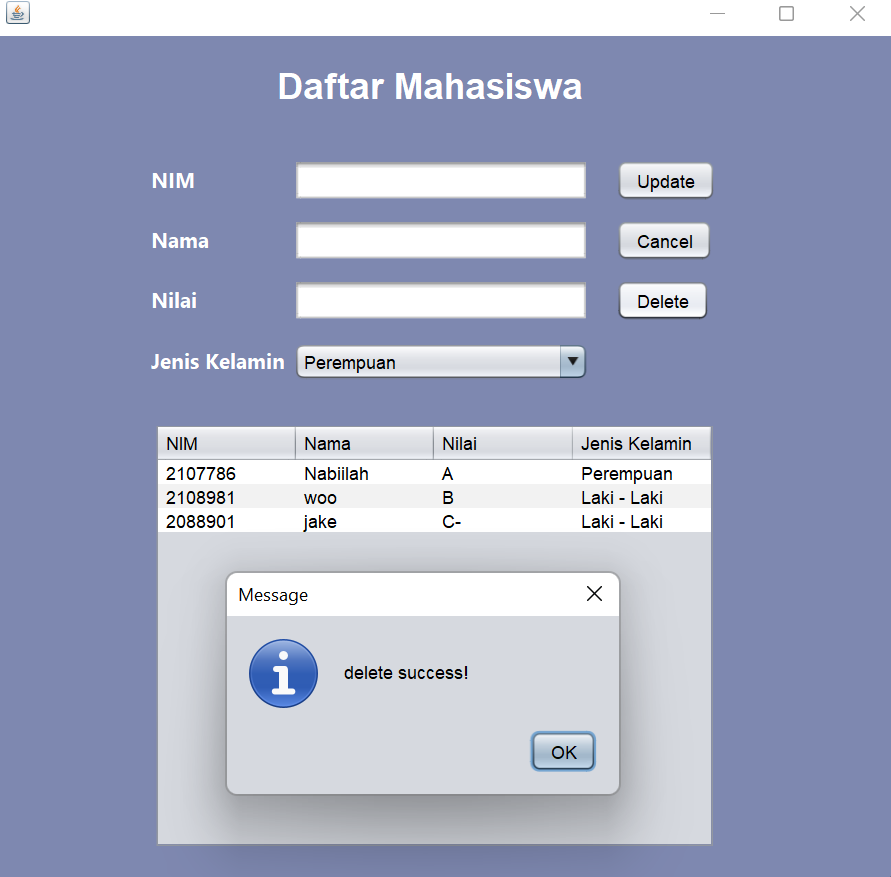 Daftar Mahasiswa
NIM
Update
Nama
Cancel
Nilai
Delete
Jenis Kelamin Perempuan
NIM Nama Nilai Jenis Kelamin
2107786 Nabiilah A Perempuan
2108981 woo B Laki - Laki
2088901 jake C- Laki - Laki
Message
delete success!
OK